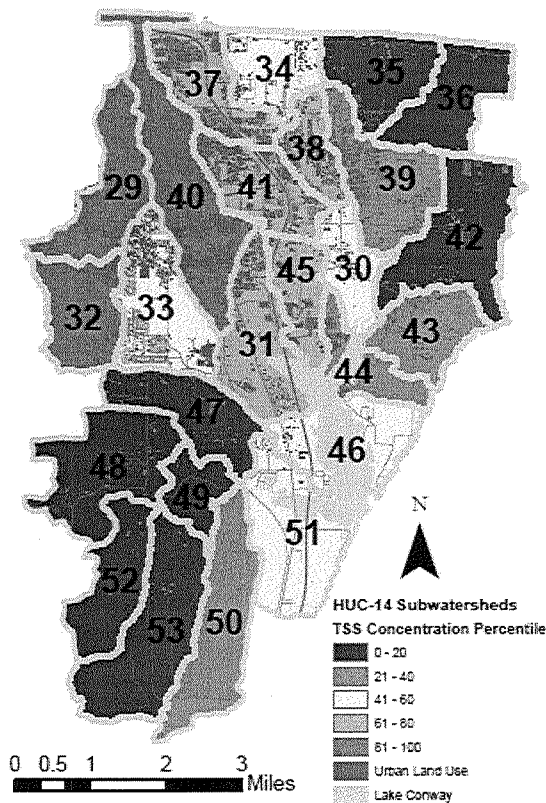 34
35
37
36
38
41
39
29
40
42
45
30
33
32
43
31
44
47
46
48
49
N
51
52
50
53
HUC-14 Subwatersheds
TSS Concentration Percentile
0 - 20
21 - 40
41 - 60
61 - 80
81 - 100
Urban Land Use
Lake Conway
0 0.5 1 2 3
Miles